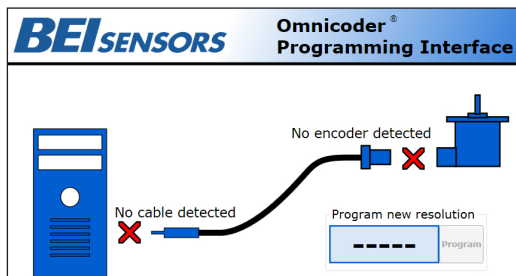 BEI SENSORS
Omnicoder®
Programming Interface
No encoder detected
No cable detected
Program new resolution
-----
Program